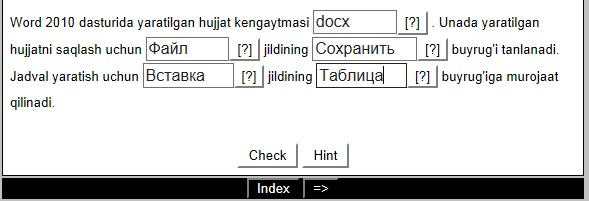 Word 2010 dasturida yaratilgan hujjat kengaytmasi docx [?] . Unada yaratilgan
hujjatni saqlash uchun Файл [?] jildining Сохранить [?] buyrug'i tanlanadi.
Jadval yaratish uchun Вставка [?] jildining Таблица [?] buyrug'iga murojaat
qilinadi.
Check Hint
Index =>